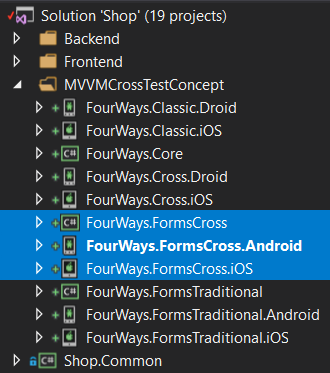 Solution 'Shop' (19 projects)
Backend
Frontend
MVVMCrossTestConcept
FourWays.Classic.Droid
FourWays.Classic.iOS
C# FourWays.Core
FourWays.Cross.Droid
FourWays.Cross.iOS
C# FourWays.FormsCross
FourWays.FormsCross.Android
FourWays.FormsCross.iOS
C# FourWays.FormsTraditional
FourWays.FormsTraditional.Android
FourWays.FormsTraditional.iOS
C# Shop.Common